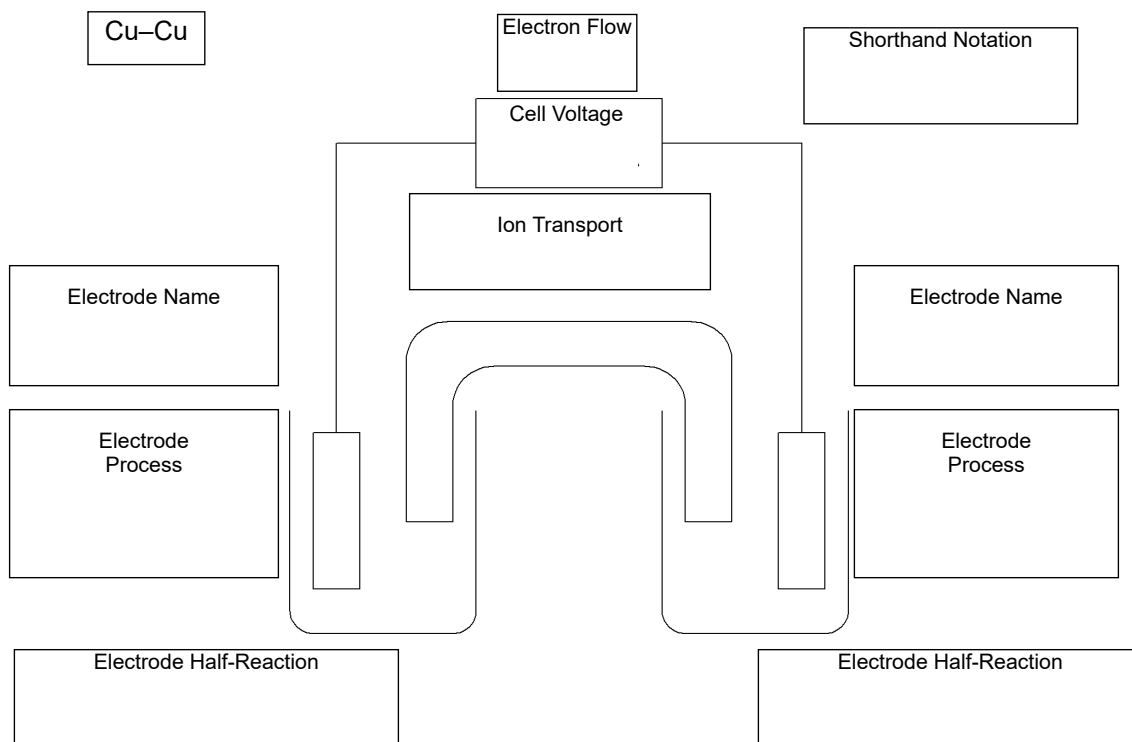 Cu–Cu
Electron Flow
Shorthand Notation
Cell Voltage
Ion Transport
Electrode Name
Electrode Name
Electrode
Process
Electrode
Process
Electrode Half-Reaction
Electrode Half-Reaction